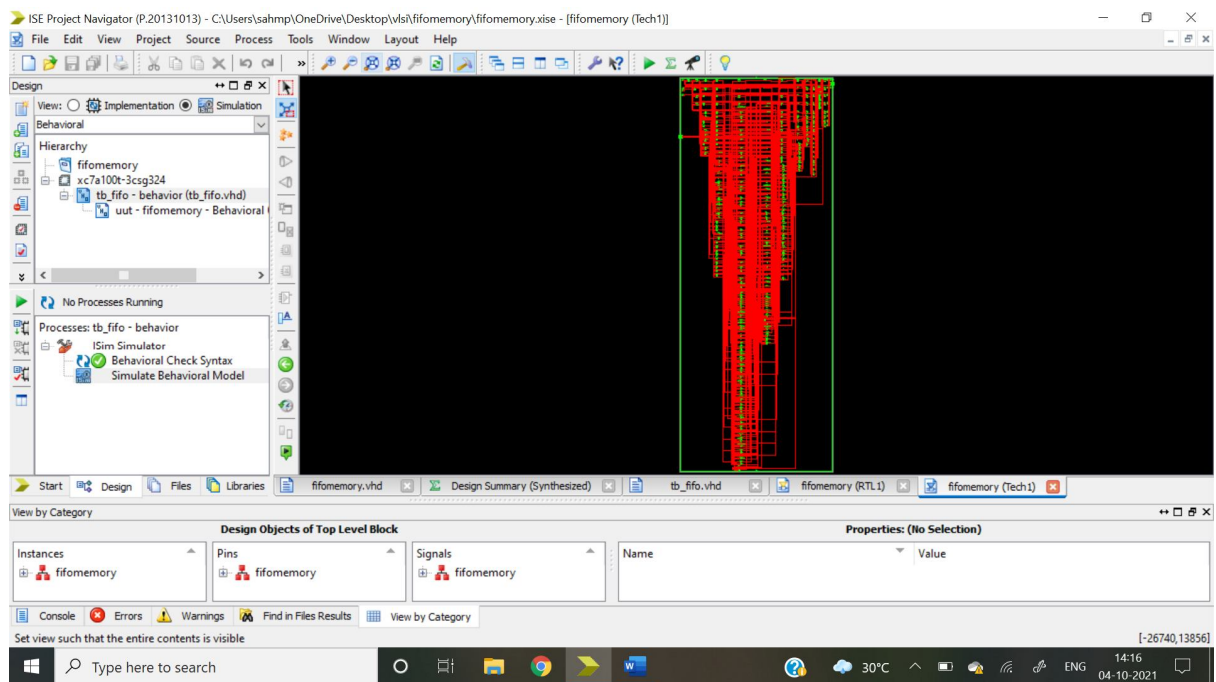 ISE Project Navigator (P.20131013) - C:\Users\sahmp\OneDrive\Desktop\vlsi\fifomemory\fifomemory.xise - [fifomemory (Tech1)]
File Edit View Project Source Process Tools Window Layout Help
Design
View: Implementation Simulation
Behavioral
Hierarchy
fifomemory
xc7a100t-3csg324
tb_fifo - behavior (tb_fifo.vhd)
uut - fifomemory - Behavioral (
No Processes Running
Processes: tb_fifo - behavior
ISim Simulator
Behavioral Check Syntax
Simulate Behavioral Model
Start Design Files Libraries
fifomemory.vhd Design Summary (Synthesized) tb_fifo.vhd fifomemory (RTL1) fifomemory (Tech1)
View by Category
Design Objects of Top Level Block Properties: (No Selection)
Instances Pins Signals Name Value
fifomemory fifomemory fifomemory
Console Errors Warnings Find in Files Results View by Category
Set view such that the entire contents is visible [-26740,13856]
Type here to search 30°C ENG 14:16
04-10-2021